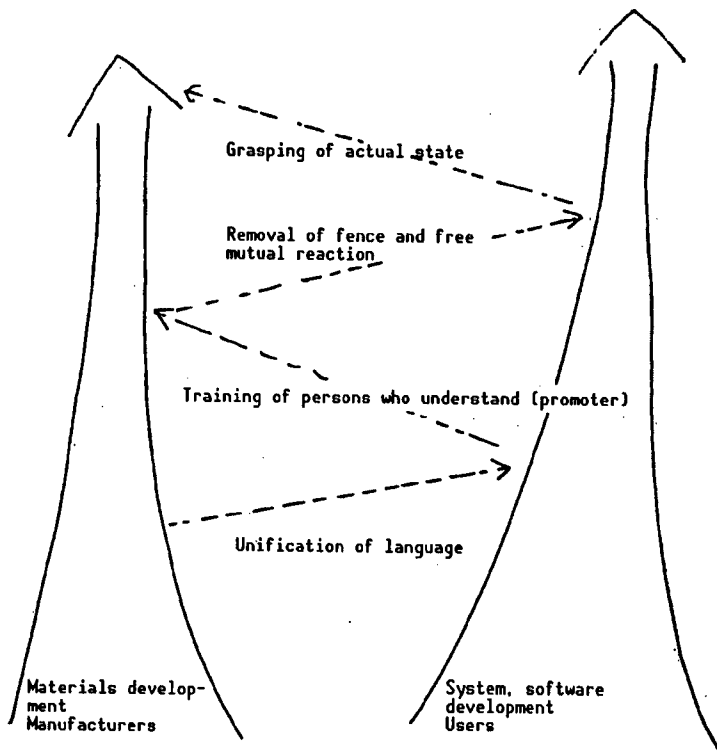 Grasping of actual state
Removal of fence and free
mutual reaction
Training of persons who understand (promoter)
Unification of language
Materials develop-
ment
Manufacturers
System, software
development
Users